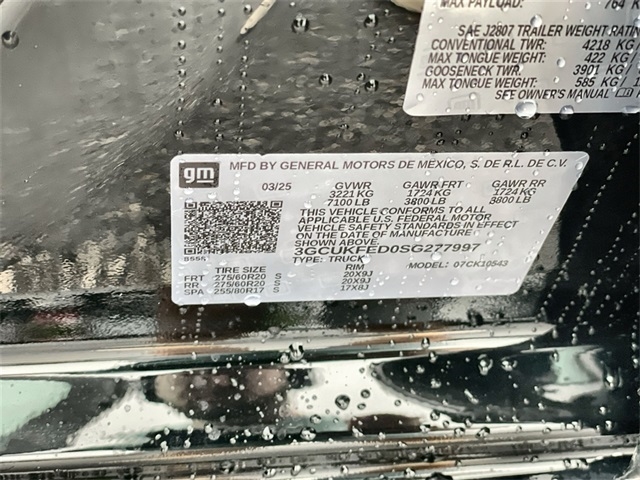 MAX PAYLOAD: 764
SAE J2807 TRAILER WEIGHT RATIN
CONVENTIONAL TWR: 4218 KG
MAX TONGUE WEIGHT: 422 KG /
GOOSENECK TWR: 3901 KG /
MAX TONGUE WEIGHT: 585 KG /
SEE OWNER'S MANUAL
gm MFD BY GENERAL MOTORS DE MEXICO, S. DE R.L. DE C.V.
03/25 GVWR GAWR FRT GAWR RR
3221 KG 1724 KG 1724 KG
7100 LB 3800 LB 3800 LB
THIS VEHICLE CONFORMS TO ALL
APPLICABLE U.S. FEDERAL MOTOR
VEHICLE SAFETY STANDARDS IN EFFECT
ON THE DATE OF MANUFACTURE.
3GCUKFED0SG277997
TYPE: TRUCK MODEL: 07CK10543
TIRE SIZE RIM
FRT 275/60R20 S 20X9J
RR 275/60R20 S 20X9J
SPA 255/80R17 S 17X8J